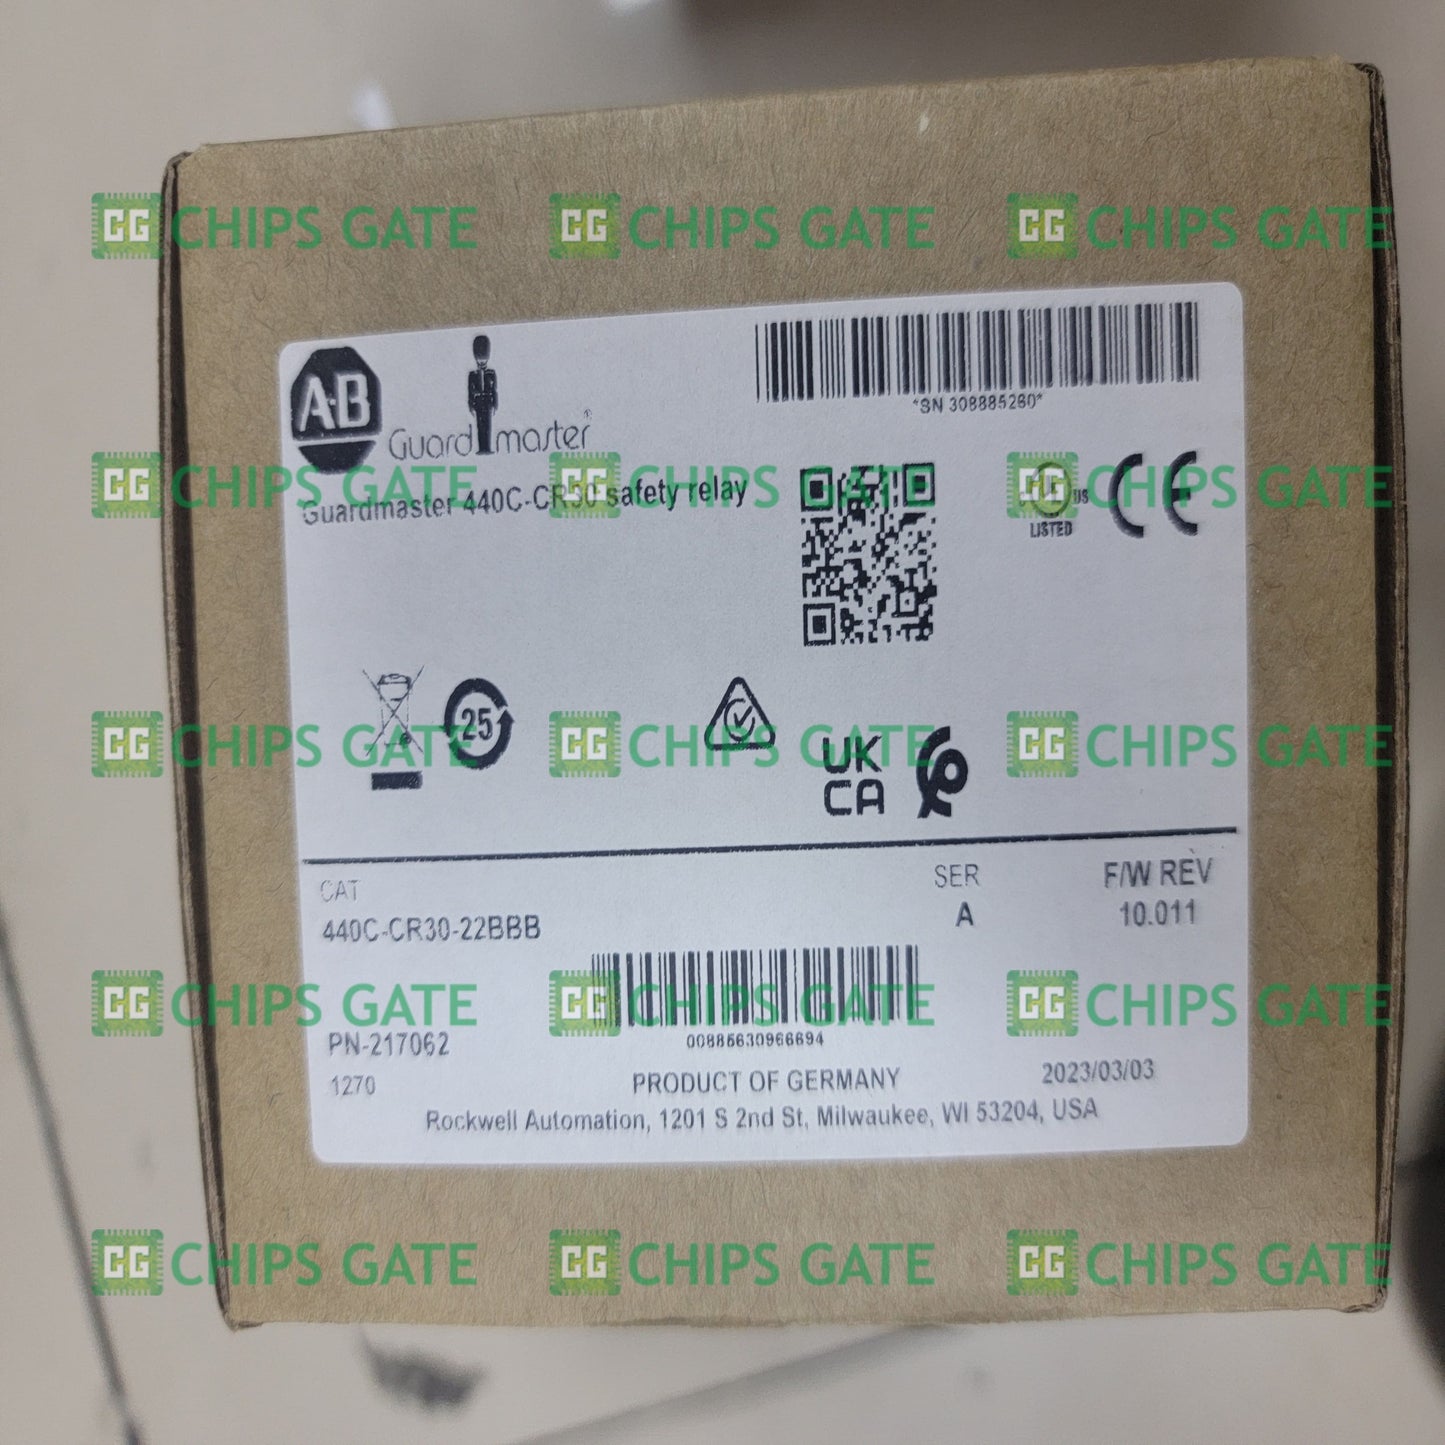 CG CHIPS GATE CG CHIPS GATE CG CHIPS GATE
A-B
Guardmaster®
*SN 308885260*
Guardmaster 440C-CR30 safety relay
CG CHIPS GATE CG CHIPS GATE CG CHIPS GATE
US
LISTED
CE
25
UK
CA
CG CHIPS GATE CG CHIPS GATE CG CHIPS GATE
CAT SER F/W REV
440C-CR30-22BBB A 10.011
CG CHIPS GATE CG CHIPS GATE CG CHIPS GATE
PN-217062 00885630966694
1270 PRODUCT OF GERMANY 2023/03/03
Rockwell Automation, 1201 S 2nd St, Milwaukee, WI 53204, USA
CG CHIPS GATE CG CHIPS GATE CG CHIPS GATE